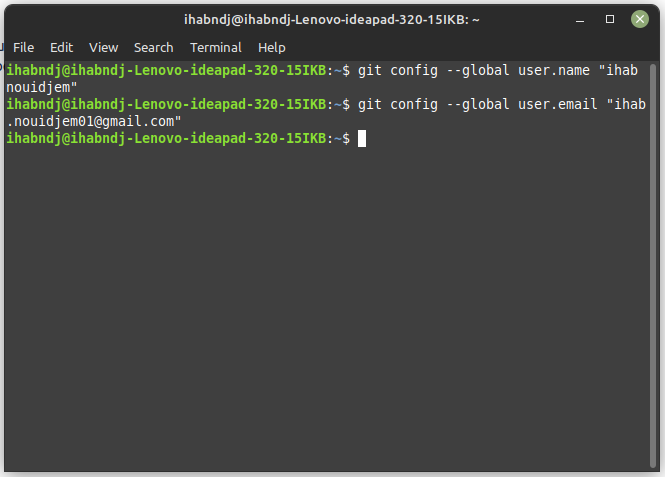 ihabndj@ihabndj-Lenovo-ideapad-320-15IKB: ~
File Edit View Search Terminal Help
ihabndj@ihabndj-Lenovo-ideapad-320-15IKB:~$ git config --global user.name "ihab
nouidjem"
ihabndj@ihabndj-Lenovo-ideapad-320-15IKB:~$ git config --global user.email "ihab
.nouidjem01@gmail.com"
ihabndj@ihabndj-Lenovo-ideapad-320-15IKB:~$